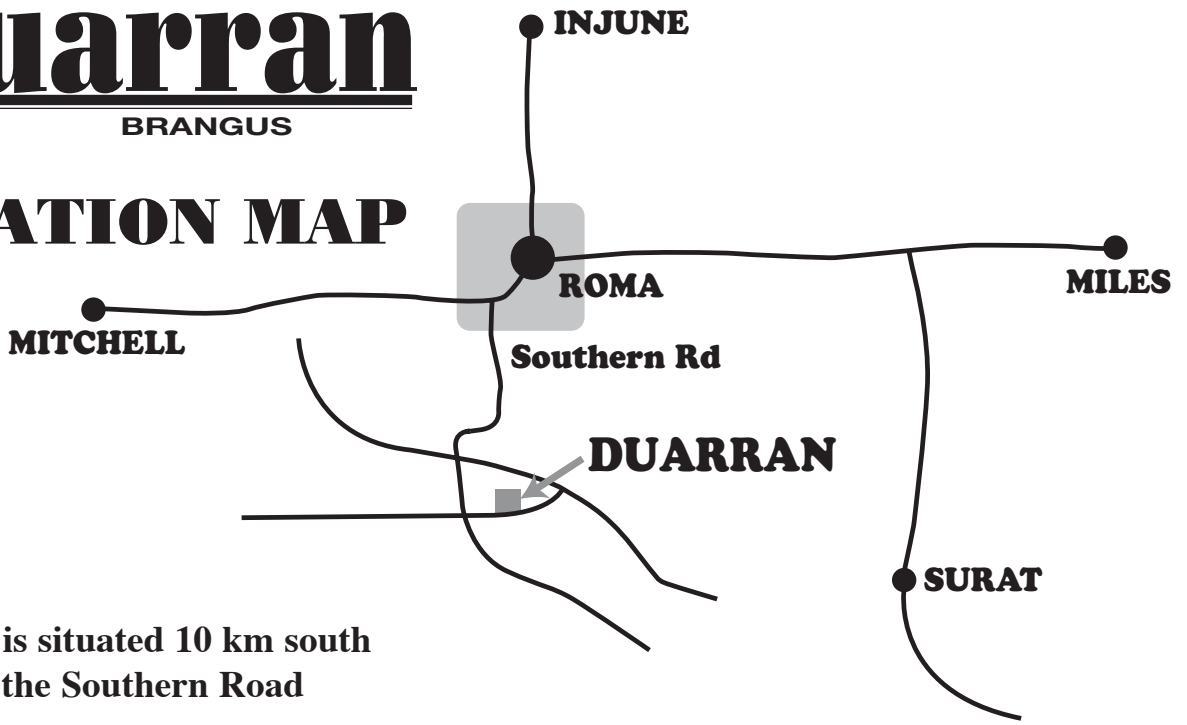 uarran
BRANGUS
ATION MAP
INJUNE
ROMA
MILES
MITCHELL
Southern Rd
DUARRAN
SURAT
is situated 10 km south
the Southern Road